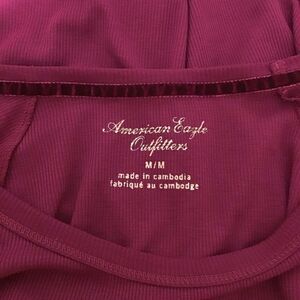 American Eagle
Outfitters
M/M
made in cambodia
fabriqué au cambodge